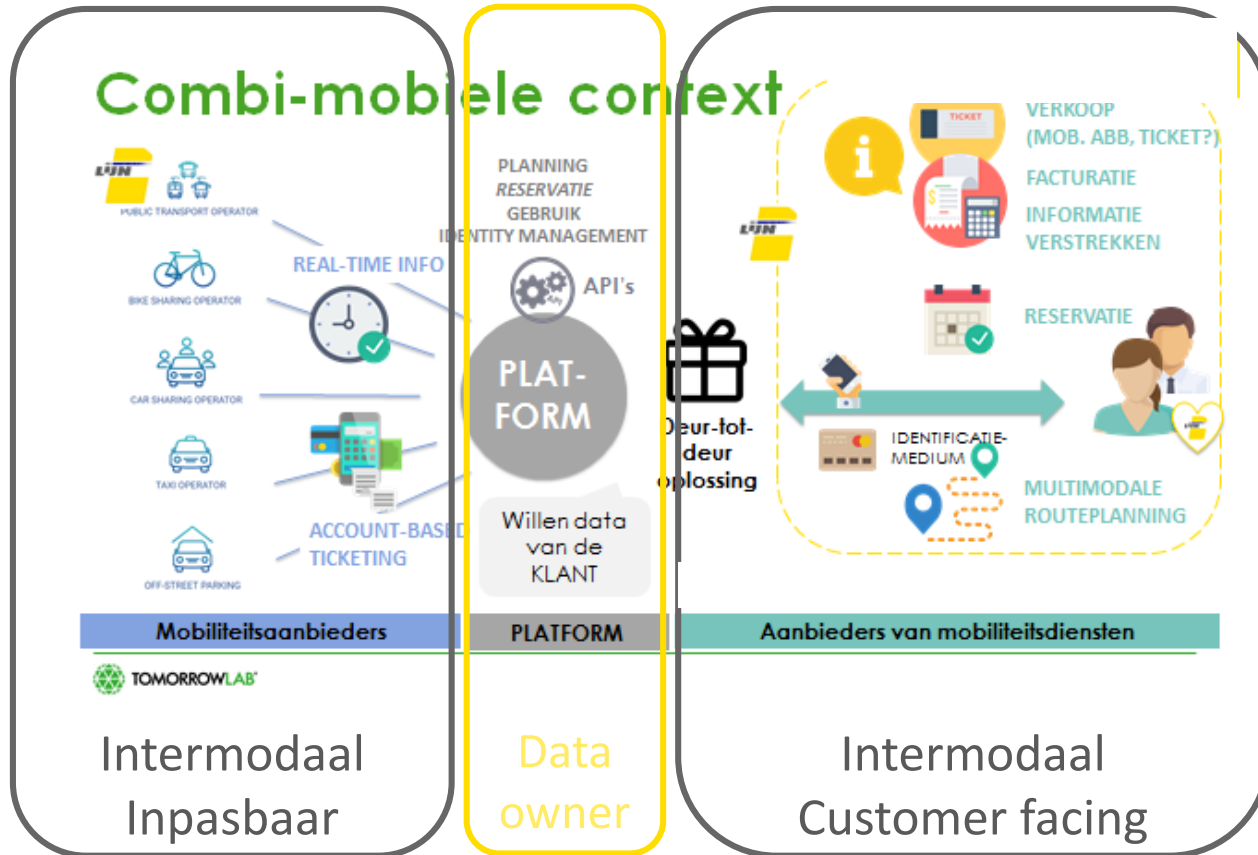 Combi-mobiele context
LIJN
PUBLIC TRANSPORT OPERATOR
BIKE SHARING OPERATOR
CAR SHARING OPERATOR
TAXI OPERATOR
OFF-STREET PARKING
REAL-TIME INFO
ACCOUNT-BASED
TICKETING
Mobiliteitsaanbieders
PLANNING
RESERVATIE
GEBRUIK
IDENTITY MANAGEMENT
API's
PLAT-
FORM
Willen data
van de
KLANT
PLATFORM
Deur-tot-
deur
oplossing
LIJN
i
TICKET
VERKOOP
(MOB. ABB, TICKET?)
FACTURATIE
INFORMATIE
VERSTREKKEN
RESERVATIE
IDENTIFICATIE-
MEDIUM
MULTIMODALE
ROUTEPLANNING
Aanbieders van mobiliteitsdiensten
TOMORROWLAB
Intermodaal
Inpasbaar
Data
owner
Intermodaal
Customer facing